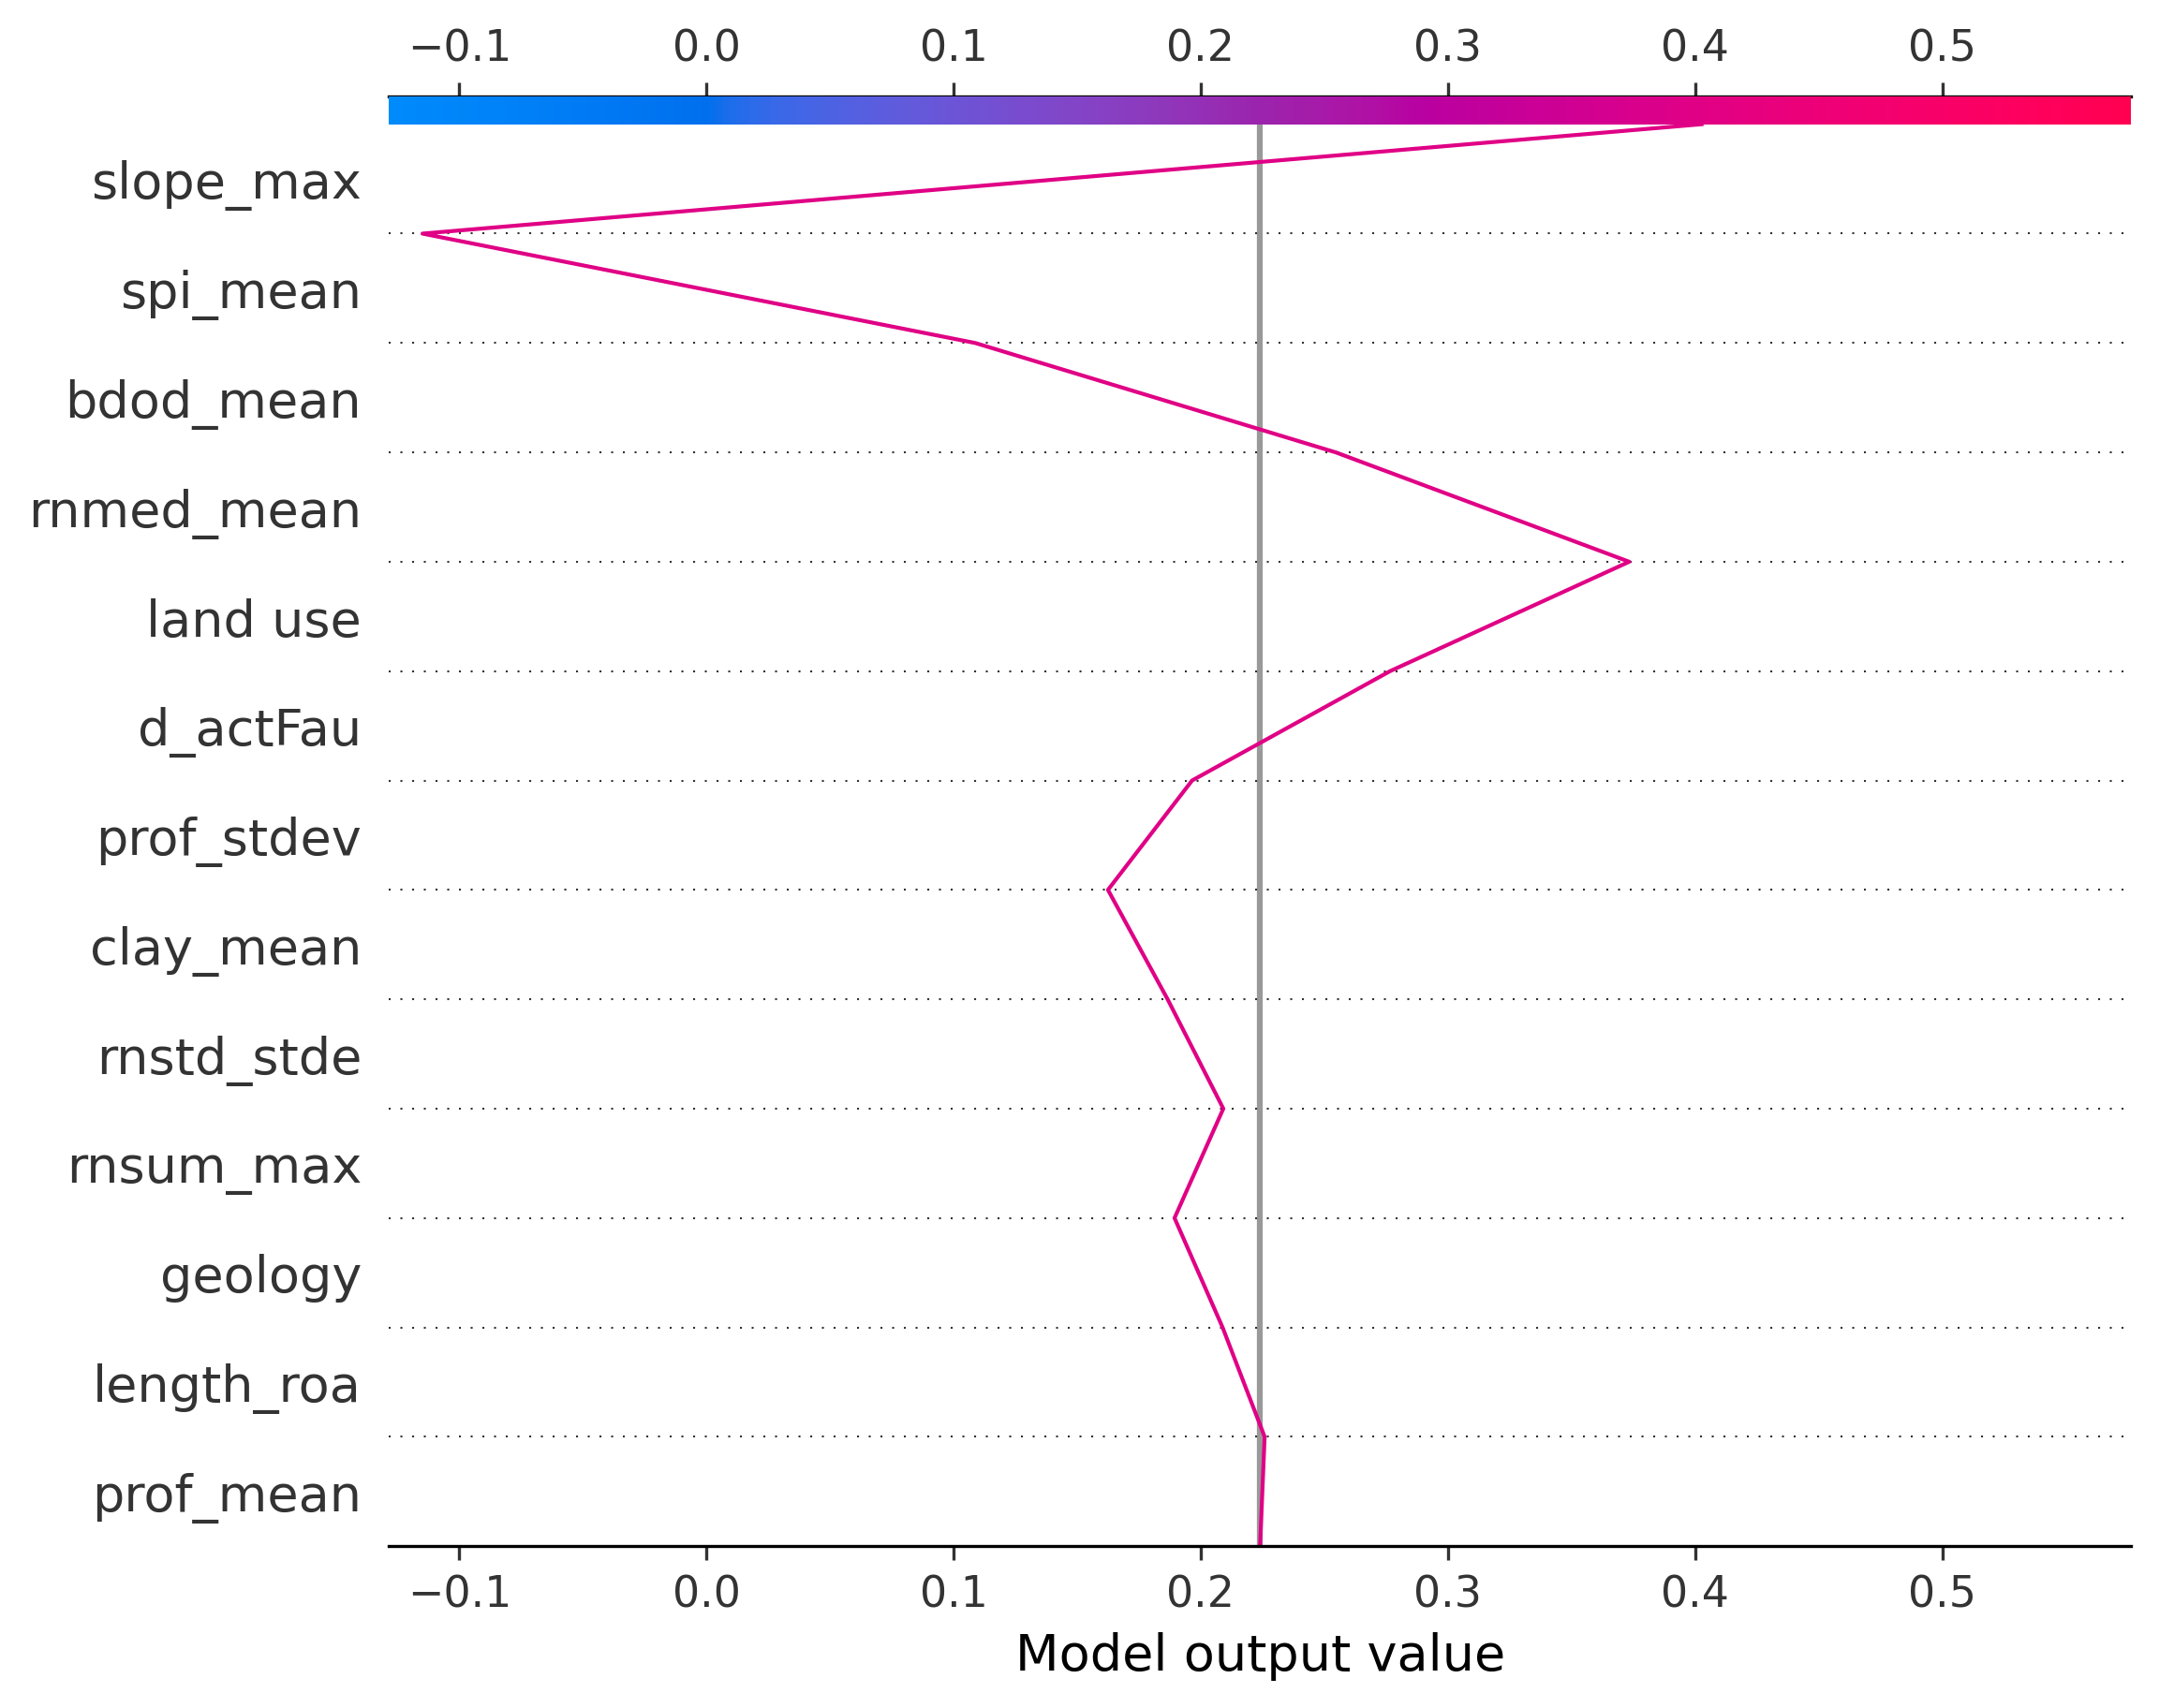 −0.1 0.0 0.1 0.2 0.3 0.4 0.5
slope_max
spi_mean
bdod_mean
rnmed_mean
land use
d_actFau
prof_stdev
clay_mean
rnstd_stde
rnsum_max
geology
length_roa
prof_mean
−0.1 0.0 0.1 0.2 0.3 0.4 0.5
Model output value